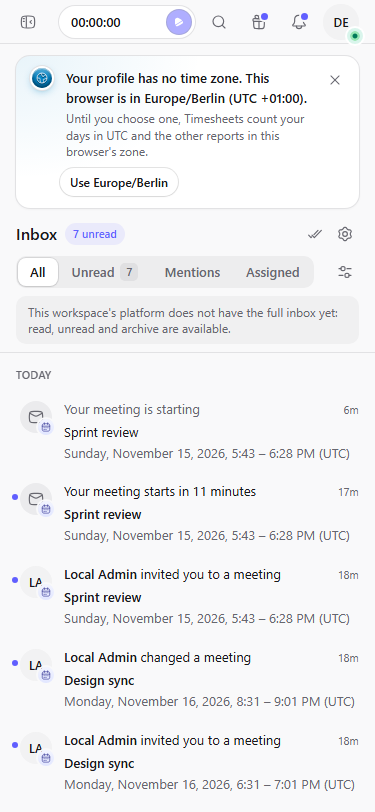 00:00:00
DE
Your profile has no time zone. This
browser is in Europe/Berlin (UTC +01:00).
Until you choose one, Timesheets count your
days in UTC and the other reports in this
browser's zone.
Use Europe/Berlin
Inbox 7 unread
All Unread 7 Mentions Assigned
This workspace's platform does not have the full inbox yet:
read, unread and archive are available.
TODAY
Your meeting is starting 6m
Sprint review
Sunday, November 15, 2026, 5:43 – 6:28 PM (UTC)
Your meeting starts in 11 minutes 17m
Sprint review
Sunday, November 15, 2026, 5:43 – 6:28 PM (UTC)
LA Local Admin invited you to a meeting 18m
Sprint review
Sunday, November 15, 2026, 5:43 – 6:28 PM (UTC)
LA Local Admin changed a meeting 18m
Design sync
Monday, November 16, 2026, 8:31 – 9:01 PM (UTC)
LA Local Admin invited you to a meeting 18m
Design sync
Monday, November 16, 2026, 6:31 – 7:01 PM (UTC)